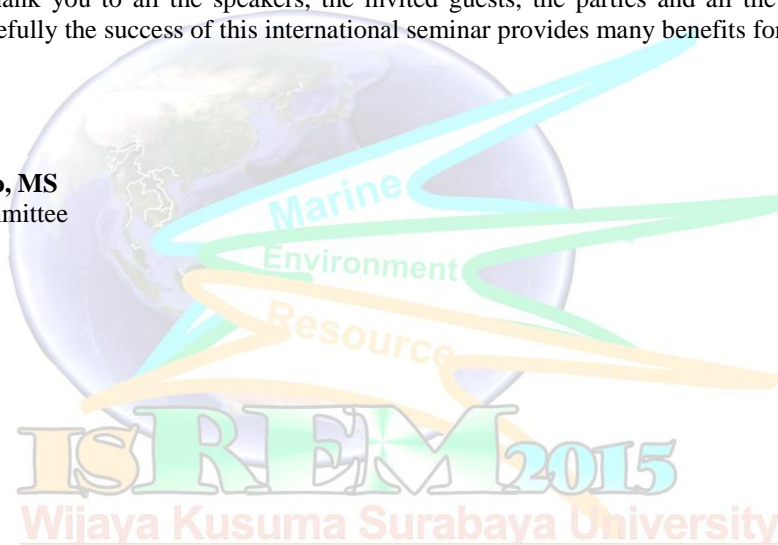 hank you to all the speakers, the invited guests, the parties and all the
efully the success of this international seminar provides many benefits for
o, MS
mittee
Marine
Environment
Resource
ISREM 2015
Wijaya Kusuma Surabaya University